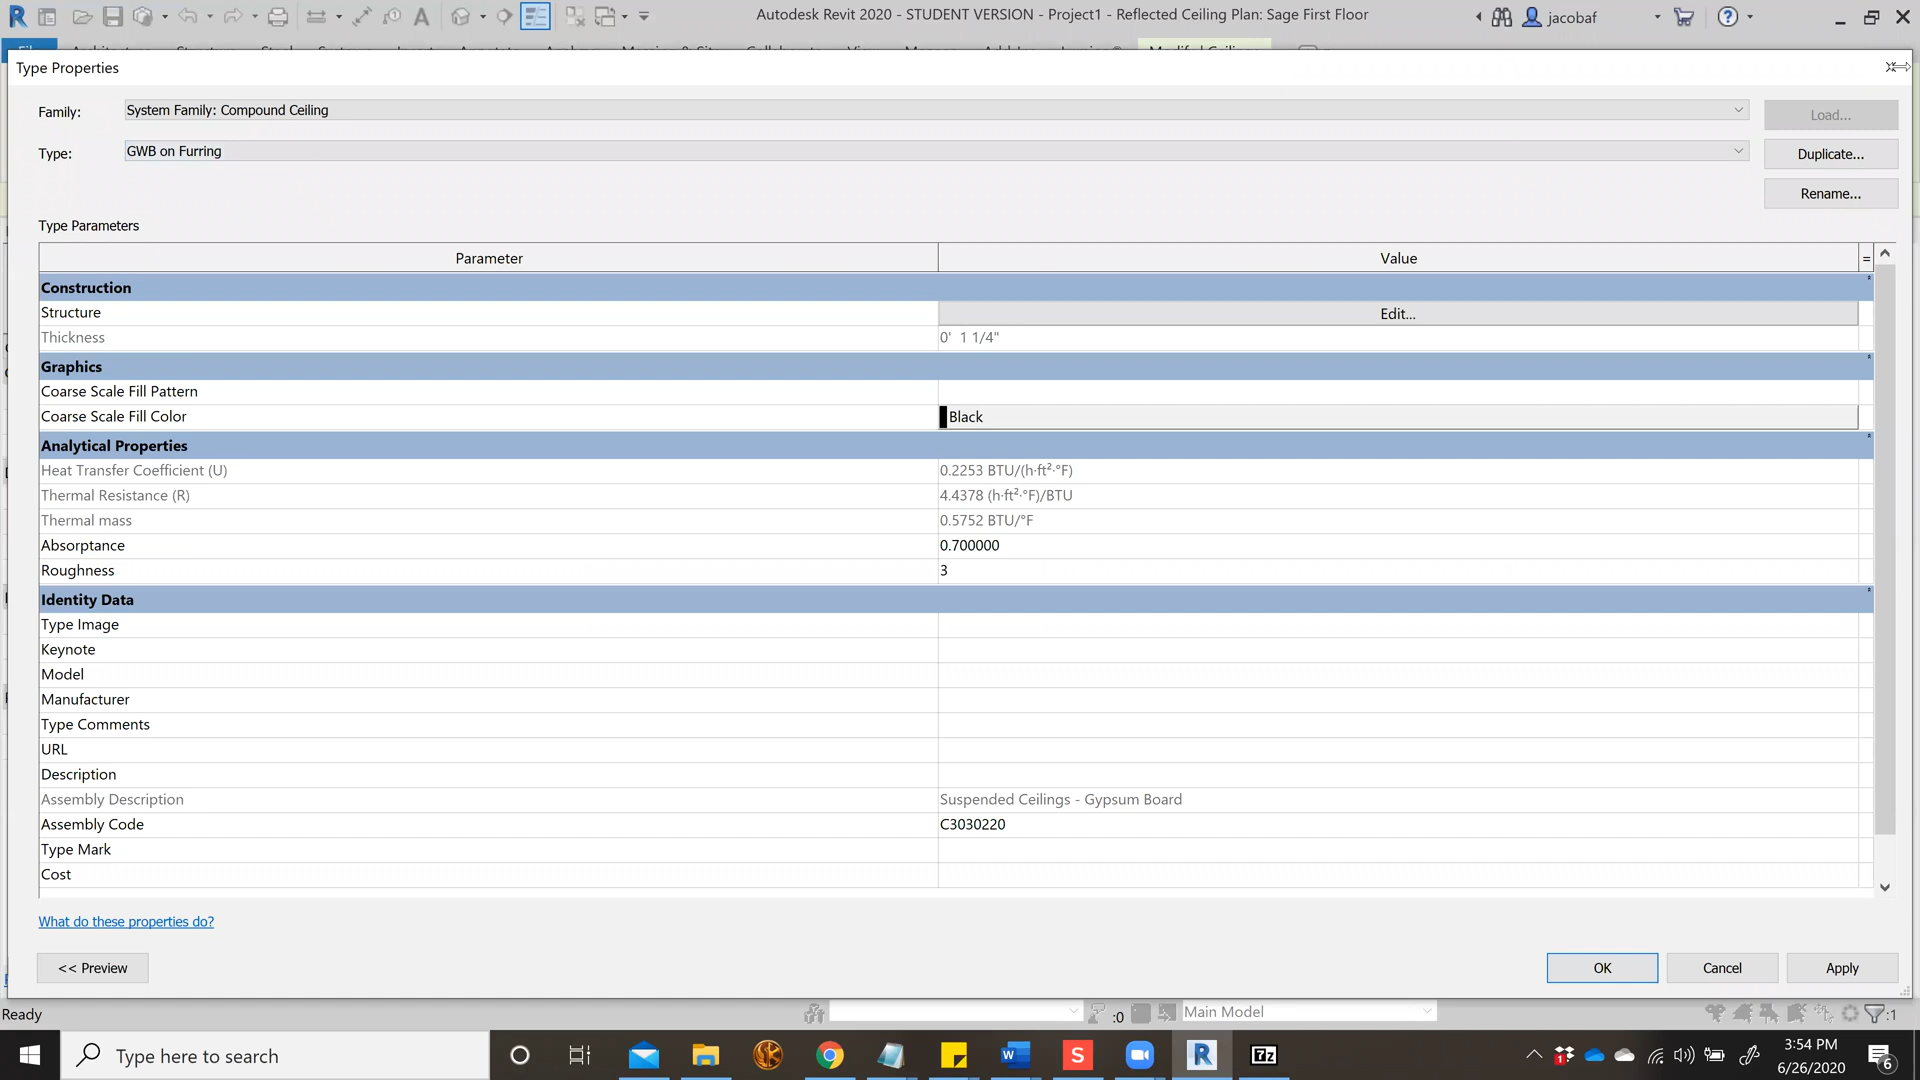 Autodesk Revit 2020 - STUDENT VERSION - Project1 - Reflected Ceiling Plan: Sage First Floor
jacobaf
Type Properties
Family:
System Family: Compound Ceiling
Load...
Type:
GWB on Furring
Duplicate...
Rename...
Type Parameters
Parameter
Value
=
Construction
Structure
Edit...
Thickness
0'  1 1/4"
Graphics
Coarse Scale Fill Pattern
Coarse Scale Fill Color
Black
Analytical Properties
Heat Transfer Coefficient (U)
0.2253 BTU/(h·ft²·°F)
Thermal Resistance (R)
4.4378 (h·ft²·°F)/BTU
Thermal mass
0.5752 BTU/°F
Absorptance
0.700000
Roughness
3
Identity Data
Type Image
Keynote
Model
Manufacturer
Type Comments
URL
Description
Assembly Description
Suspended Ceilings - Gypsum Board
Assembly Code
C3030220
Type Mark
Cost
What do these properties do?
<< Preview
OK
Cancel
Apply
Ready
:0
Main Model
:1
Type here to search
3:54 PM
6/26/2020
6